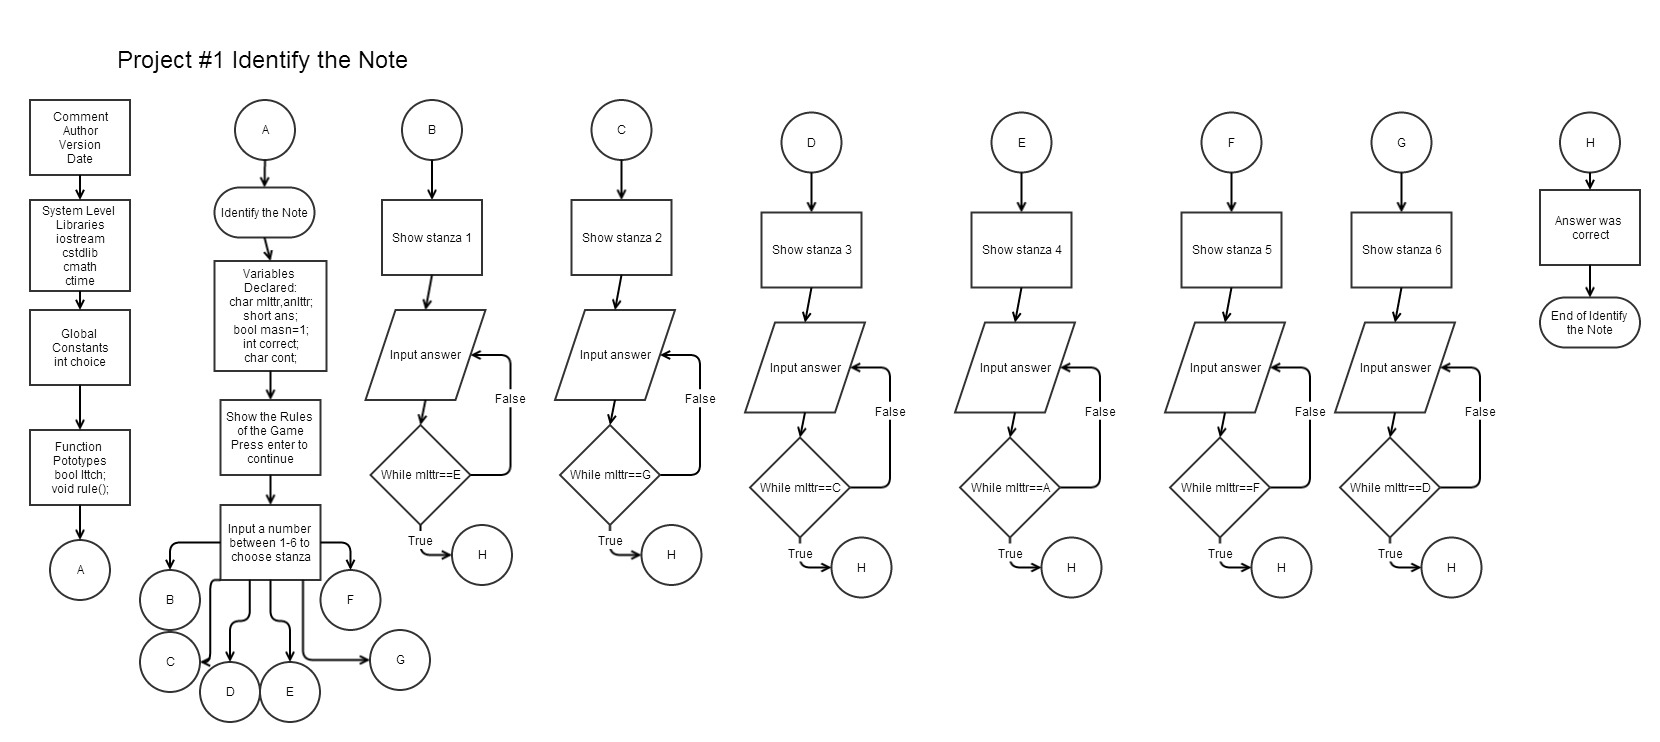 Project #1 Identify the Note
Comment
Author
Version
Date
System Level
Libraries
iostream
cstdlib
cmath
ctime
Global
Constants
int choice
Function
Pototypes
bool lttch;
void rule();
A
A
Identify the Note
Variables
Declared:
char mlttr,anlttr;
short ans;
bool masn=1;
int correct;
char cont;
Show the Rules
of the Game
Press enter to
continue
Input a number
between 1-6 to
choose stanza
B
C
D
E
F
G
B
Show stanza 1
Input answer
False
While mlttr==E
True
H
C
Show stanza 2
Input answer
False
While mlttr==G
True
H
D
Show stanza 3
Input answer
False
While mlttr==C
True
H
E
Show stanza 4
Input answer
False
While mlttr==A
True
H
F
Show stanza 5
Input answer
False
While mlttr==F
True
H
G
Show stanza 6
Input answer
False
While mlttr==D
True
H
H
Answer was
correct
End of Identify
the Note